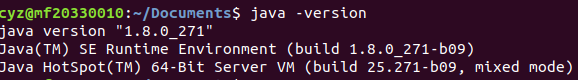 cyz@mf20330010:~/Documents$ java -version
java version "1.8.0_271"
Java(TM) SE Runtime Environment (build 1.8.0_271-b09)
Java HotSpot(TM) 64-Bit Server VM (build 25.271-b09, mixed mode)